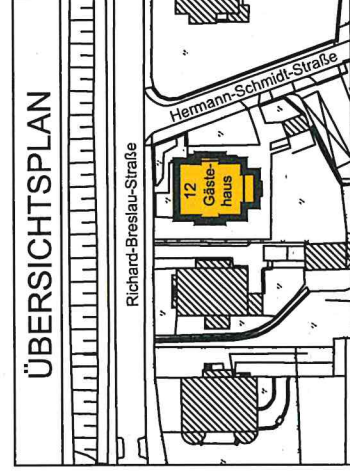 ÜBERSICHTSPLAN
Richard-Breslau-Straße
Hermann-Schmidt-Straße
12
Gäste-
haus